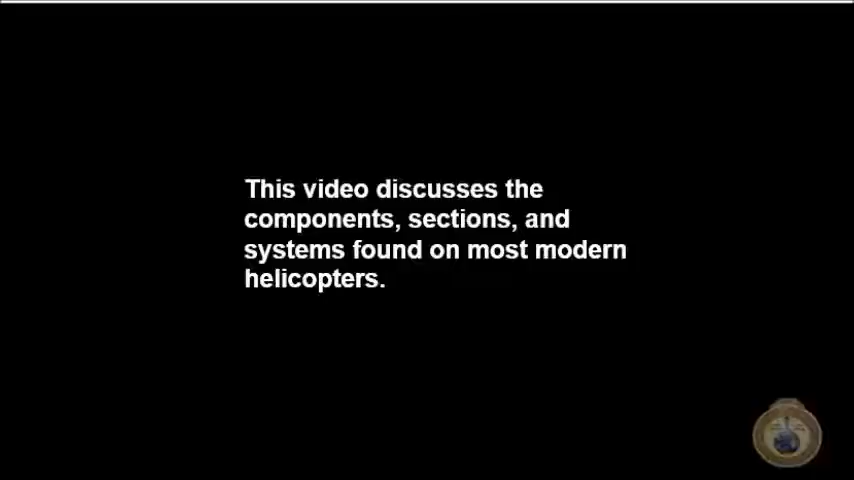 This video discusses the
components, sections, and
systems found on most modern
helicopters.